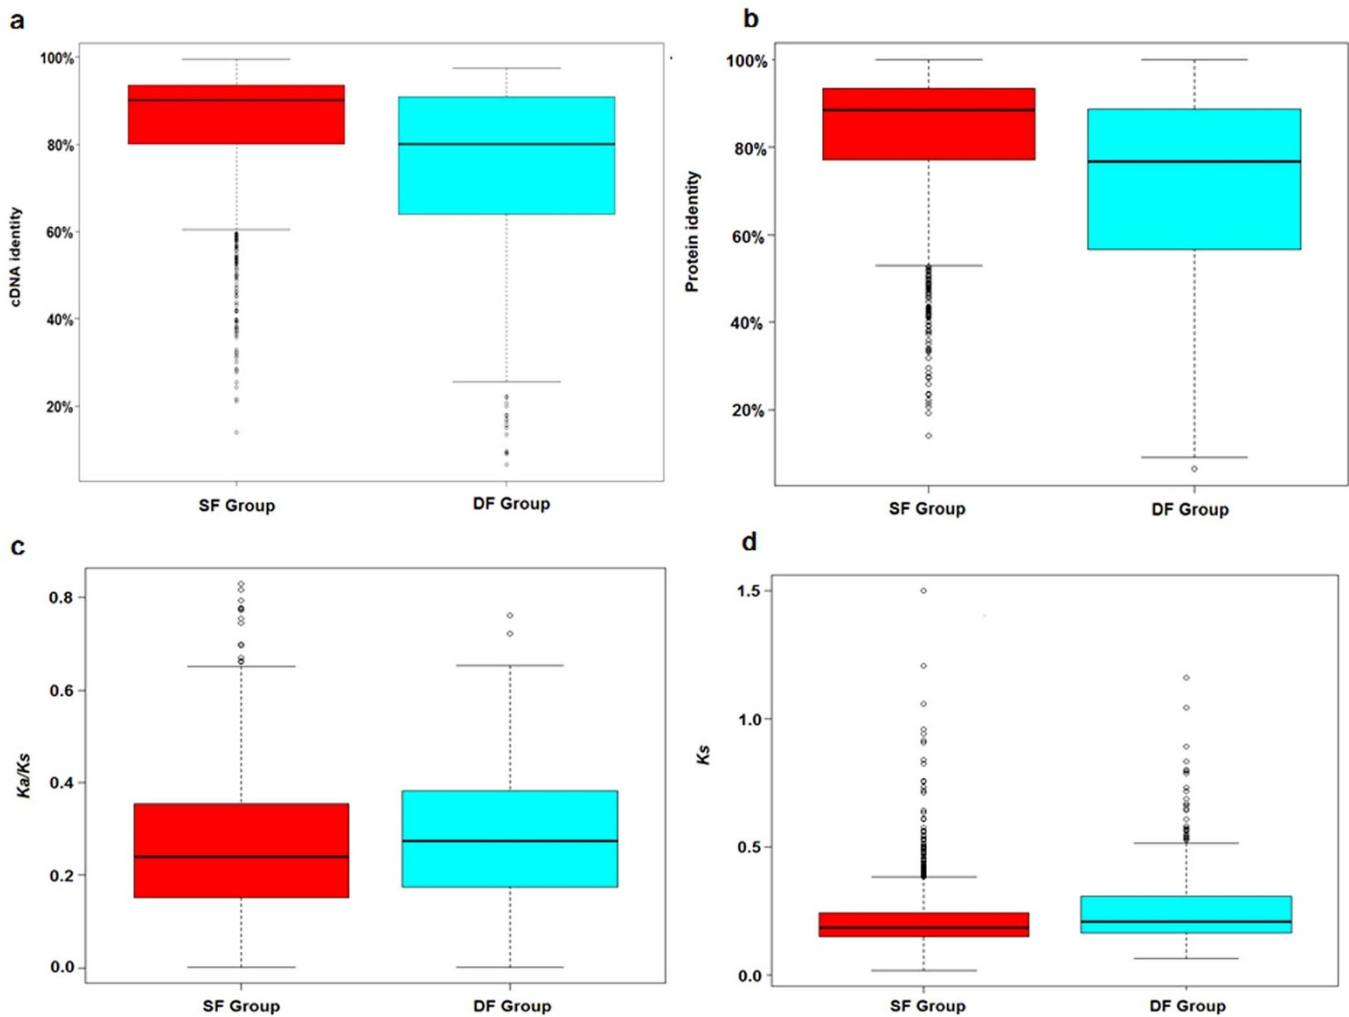 a
100%
80%
60%
40%
20%
cDNA identity
SF Group
DF Group
b
100%
80%
60%
40%
20%
Protein identity
SF Group
DF Group
c
0.8
0.6
0.4
0.2
0.0
Ka/Ks
SF Group
DF Group
d
1.5
1.0
0.5
0.0
Ks
SF Group
DF Group